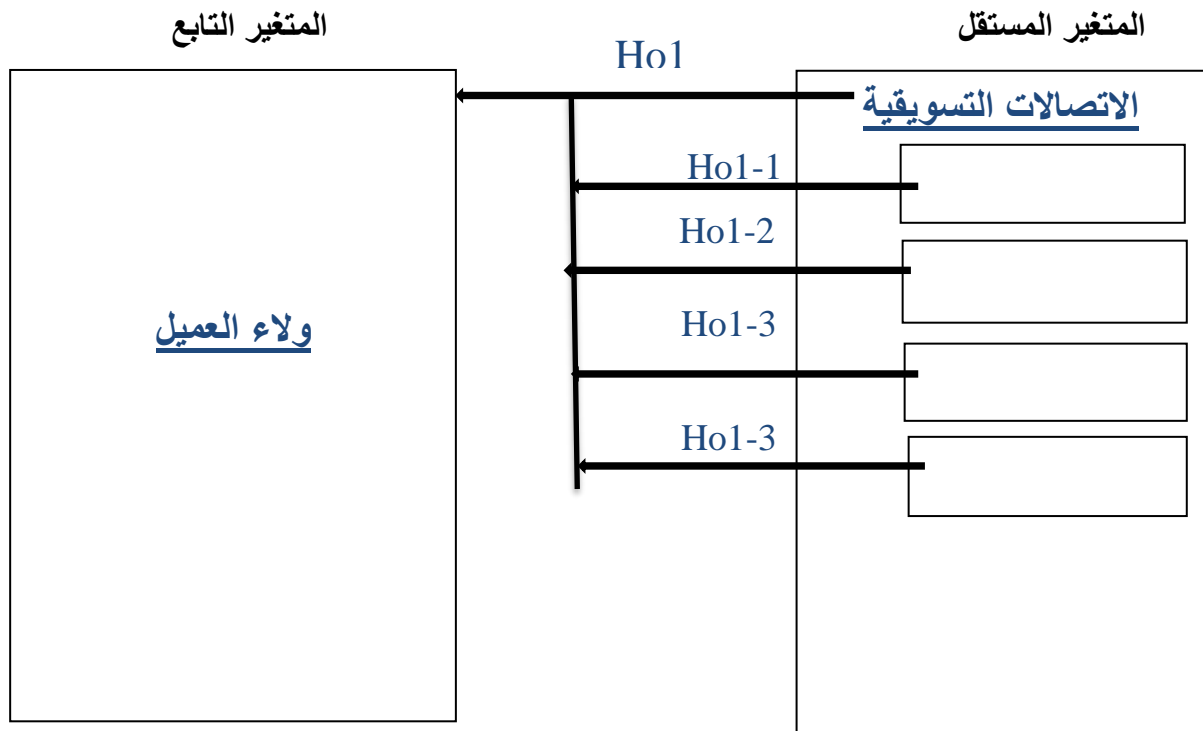 المتغير المستقل
المتغير التابع
Ho1
الاتصالات التسويقية
Ho1-1
Ho1-2
Ho1-3
ولاء العميل
Ho1-3